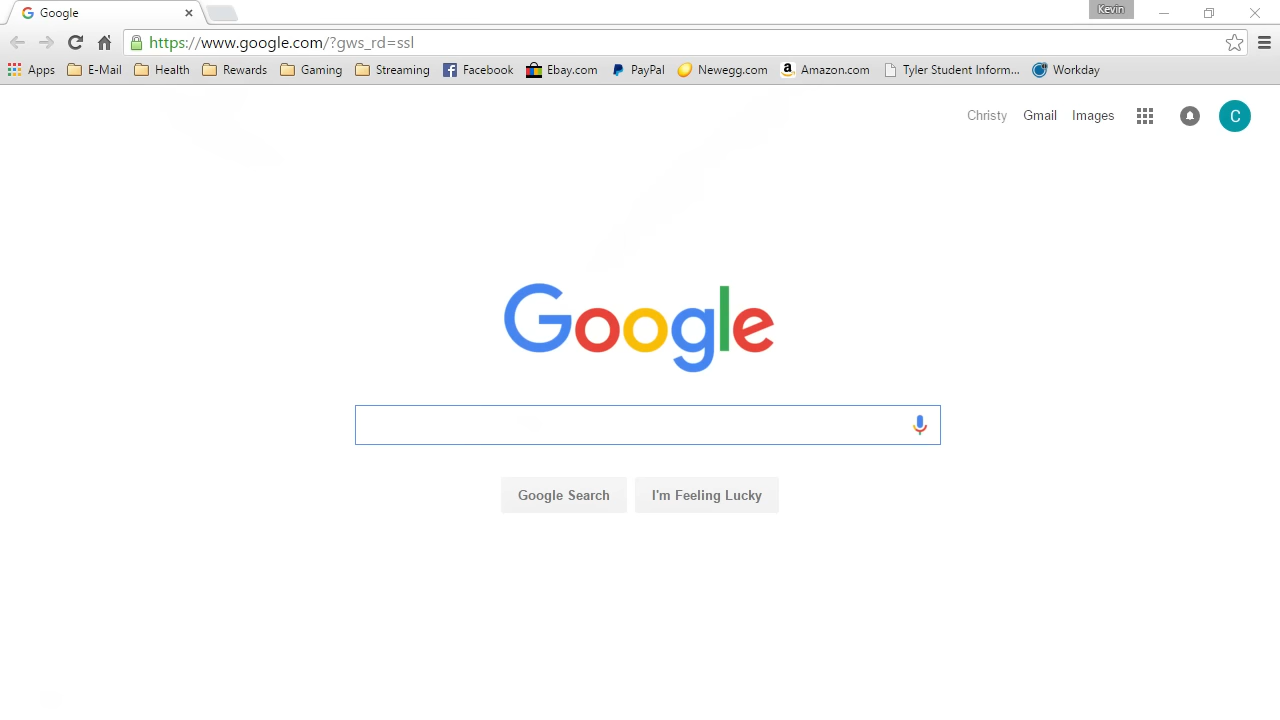 Google
Kevin
https://www.google.com/?gws_rd=ssl
Apps E-Mail Health Rewards Gaming Streaming Facebook Ebay.com PayPal Newegg.com Amazon.com Tyler Student Inform... Workday
Christy Gmail Images C
Google
Google Search I'm Feeling Lucky